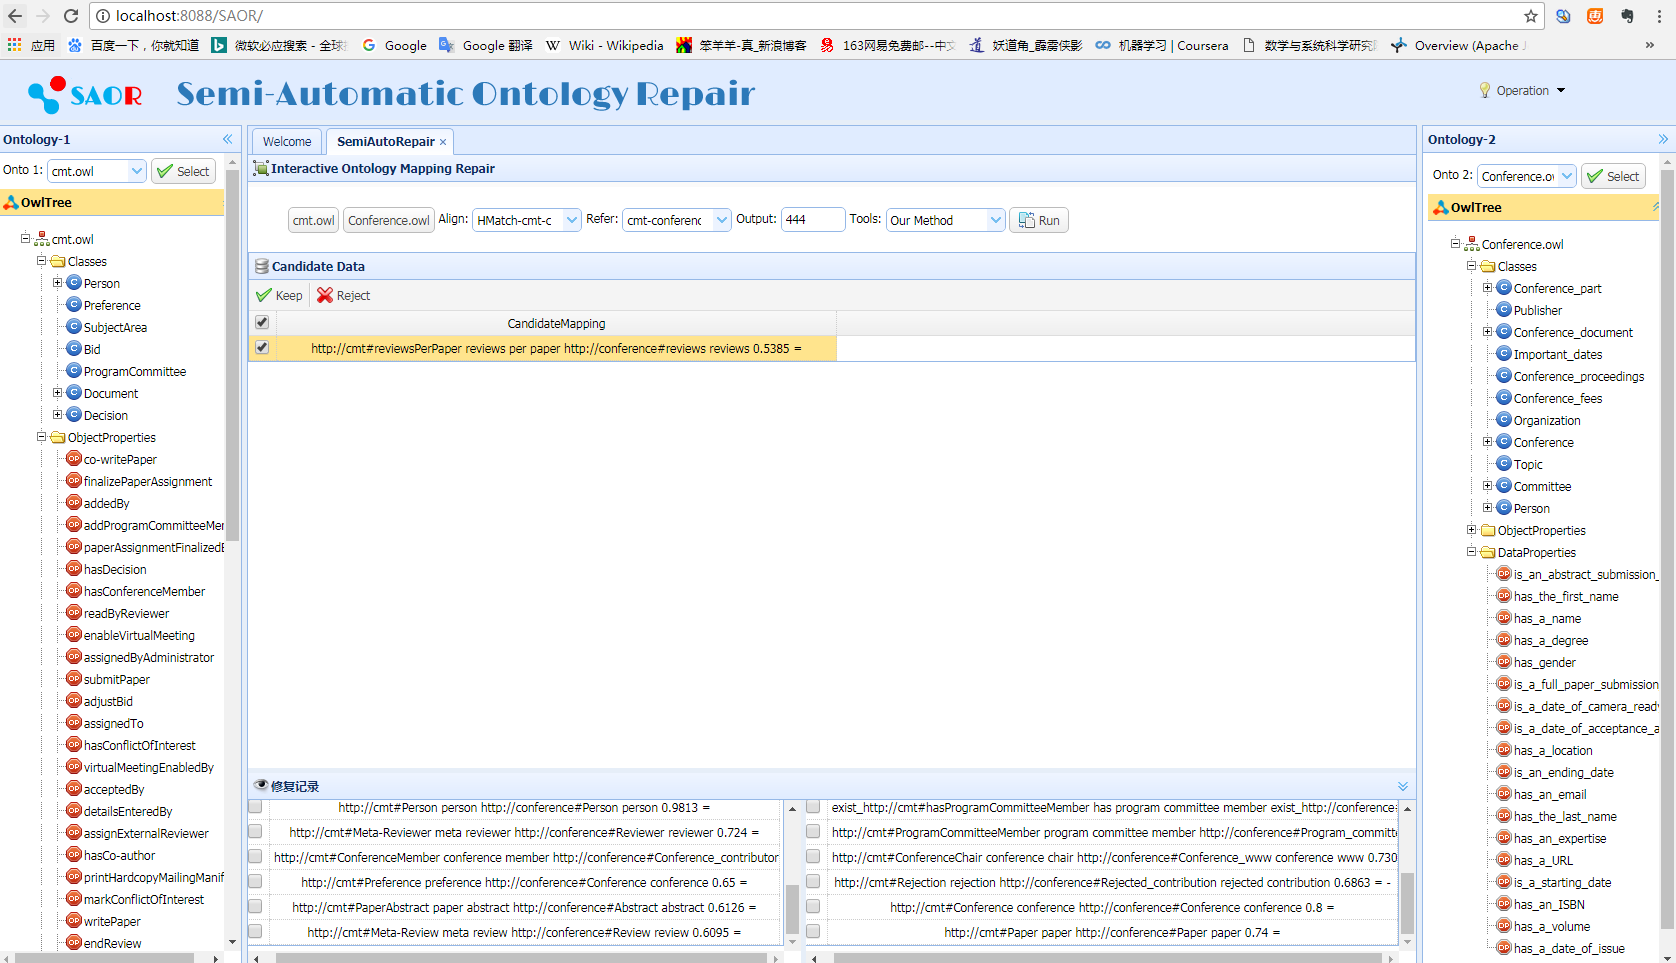 localhost:8088/SAOR/
应用 百度一下，你就知道 微软必应搜索 - 全球 Google Google 翻译 Wiki - Wikipedia 笨羊羊-真_新浪博客 163网易免费邮--中文 妖道角_霹雳侠影 机器学习 | Coursera 数学与系统科学研究院 Overview (Apache J »
SAOR Semi-Automatic Ontology Repair
Operation
Ontology-1
Onto 1: cmt.owl Select
OwlTree
cmt.owl
Classes
Person
Preference
SubjectArea
Bid
ProgramCommittee
Document
Decision
ObjectProperties
co-writePaper
finalizePaperAssignment
addedBy
addProgramCommitteeMer
paperAssignmentFinalizedE
hasDecision
hasConferenceMember
readByReviewer
enableVirtualMeeting
assignedByAdministrator
submitPaper
adjustBid
assignedTo
hasConflictOfInterest
virtualMeetingEnabledBy
acceptedBy
detailsEnteredBy
assignExternalReviewer
hasCo-author
printHardcopyMailingManif
markConflictOfInterest
writePaper
endReview
Welcome SemiAutoRepair ×
Interactive Ontology Mapping Repair
cmt.owl Conference.owl Align: HMatch-cmt-c Refer: cmt-conferenc Output: 444 Tools: Our Method Run
Candidate Data
Keep Reject
CandidateMapping
http://cmt#reviewsPerPaper reviews per paper http://conference#reviews reviews 0.5385 =
修复记录
http://cmt#Person person http://conference#Person person 0.9813 =
http://cmt#Meta-Reviewer meta reviewer http://conference#Reviewer reviewer 0.724 =
http://cmt#ConferenceMember conference member http://conference#Conference_contributor
http://cmt#Preference preference http://conference#Conference conference 0.65 =
http://cmt#PaperAbstract paper abstract http://conference#Abstract abstract 0.6126 =
http://cmt#Meta-Review meta review http://conference#Review review 0.6095 =
exist_http://cmt#hasProgramCommitteeMember has program committee member exist_http://conference=
http://cmt#ProgramCommitteeMember program committee member http://conference#Program_committe
http://cmt#ConferenceChair conference chair http://conference#Conference_www conference www 0.730
http://cmt#Rejection rejection http://conference#Rejected_contribution rejected contribution 0.6863 = -
http://cmt#Conference conference http://conference#Conference conference 0.8 =
http://cmt#Paper paper http://conference#Paper paper 0.74 =
Ontology-2
Onto 2: Conference.ov Select
OwlTree
Conference.owl
Classes
Conference_part
Publisher
Conference_document
Important_dates
Conference_proceedings
Conference_fees
Organization
Conference
Topic
Committee
Person
ObjectProperties
DataProperties
is_an_abstract_submission_
has_the_first_name
has_a_name
has_a_degree
has_gender
is_a_full_paper_submission
is_a_date_of_camera_ready
is_a_date_of_acceptance_a
has_a_location
is_an_ending_date
has_an_email
has_the_last_name
has_an_expertise
has_a_URL
is_a_starting_date
has_an_ISBN
has_a_volume
has_a_date_of_issue